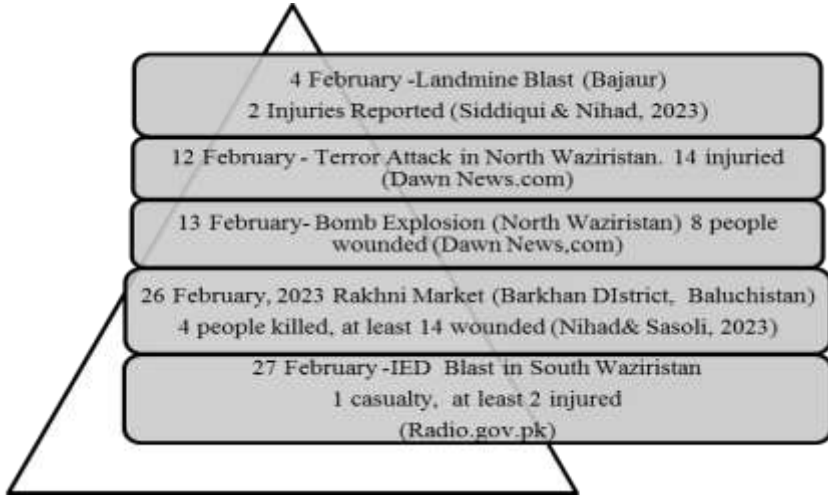 4 February -Landmine Blast (Bajaur)
2 Injuries Reported (Siddiqui & Nihad, 2023)
12 February - Terror Attack in North Waziristan. 14 injuried
(Dawn News.com)
13 February- Bomb Explosion (North Waziristan) 8 people
wounded (Dawn News,com)
26 February, 2023 Rakhni Market (Barkhan DIstrict, Baluchistan)
4 people killed, at least 14 wounded (Nihad& Sasoli, 2023)
27 February -IED Blast in South Waziristan
1 casualty, at least 2 injured
(Radio.gov.pk)